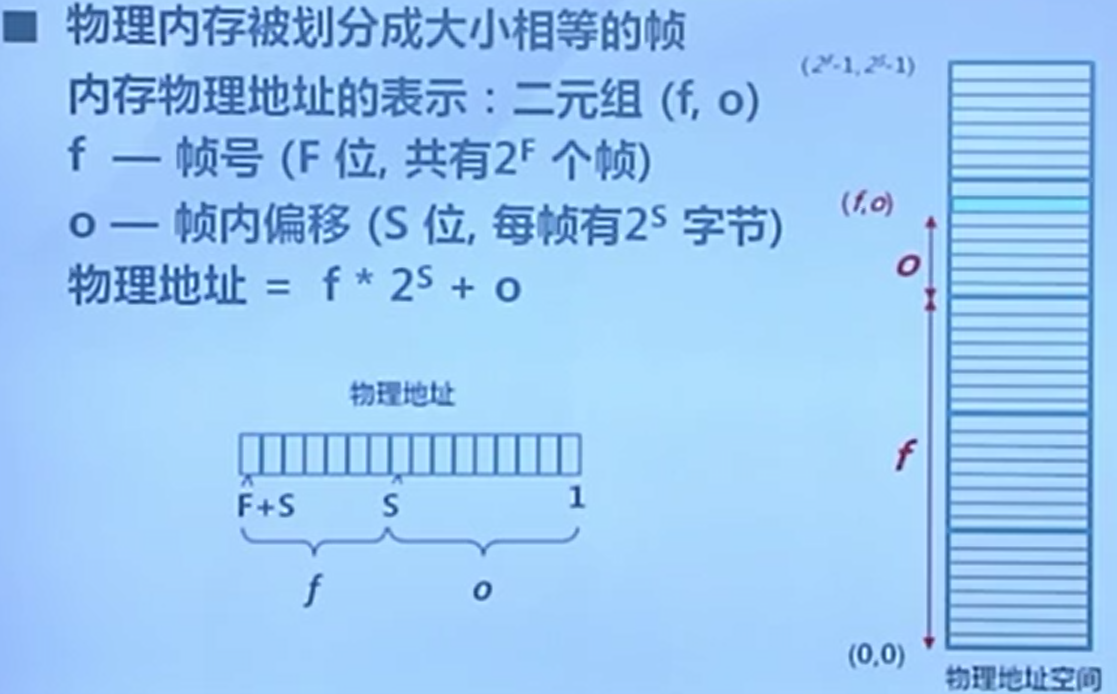 ■ 物理内存被划分成大小相等的帧
内存物理地址的表示：二元组 (f, o)
f — 帧号 (F 位, 共有2^F 个帧)
o — 帧内偏移 (S 位, 每帧有2^S 字节)
物理地址 = f * 2^S + o
物理地址
F+S S 1
f o
(2^F-1, 2^S-1)
(f,o)
o
f
(0,0)
物理地址空间